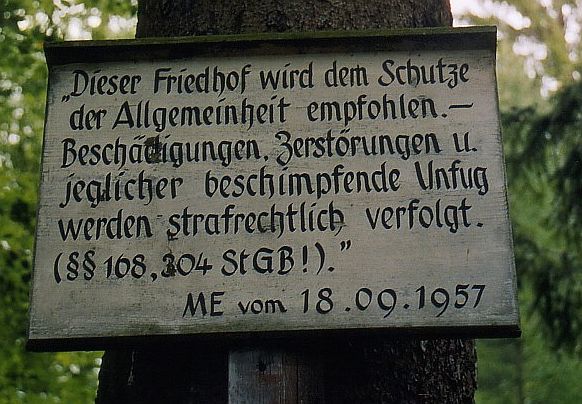 „Dieser Friedhof wird dem Schutze
der Allgemeinheit empfohlen.—
Beschädigungen, Zerstörungen u.
jeglicher beschimpfende Unfug
werden strafrechtlich verfolgt.
(§§ 168, 304 StGB!).”
ME vom 18.09.1957